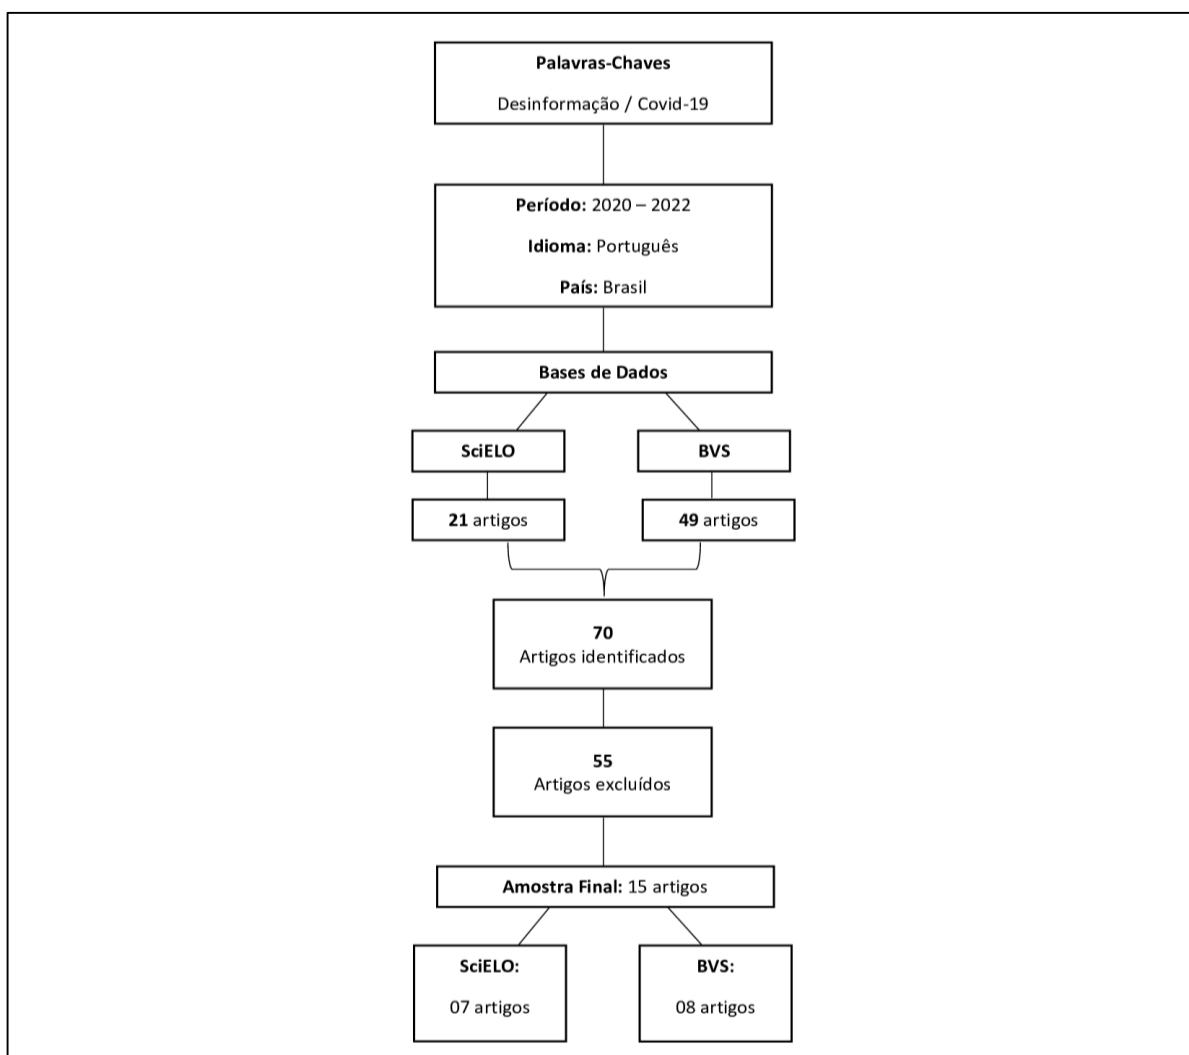 Palavras-Chaves
Desinformação / Covid-19
Período: 2020 – 2022
Idioma: Português
País: Brasil
Bases de Dados
SciELO
BVS
21 artigos
49 artigos
70
Artigos identificados
55
Artigos excluídos
Amostra Final: 15 artigos
SciELO:
07 artigos
BVS:
08 artigos